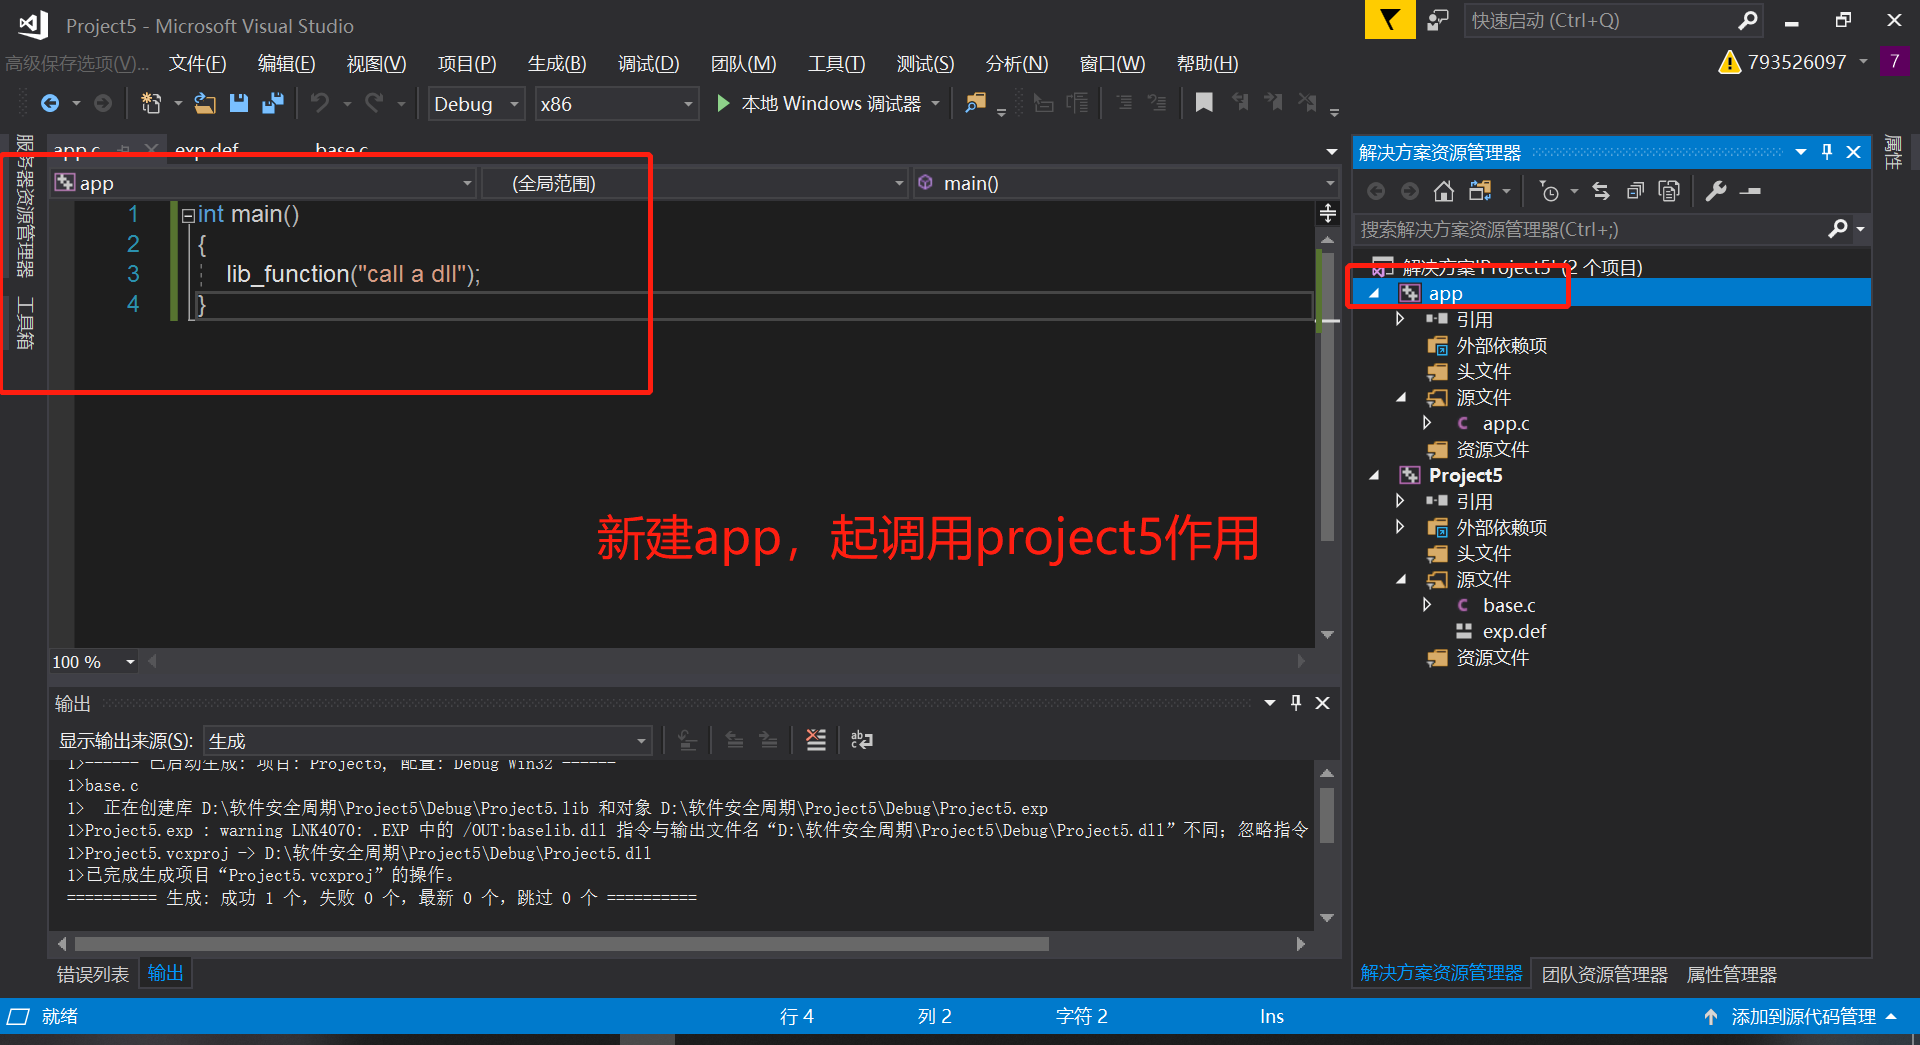 Project5 - Microsoft Visual Studio
快速启动 (Ctrl+Q)
高级保存选项(V)... 文件(F) 编辑(E) 视图(V) 项目(P) 生成(B) 调试(D) 团队(M) 工具(T) 测试(S) 分析(N) 窗口(W) 帮助(H)
793526097 7
Debug x86 本地 Windows 调试器
服务器资源管理器
工具箱
app.c exp.def base.c
app (全局范围) main()
1 int main()
2 {
3 lib_function("call a dll");
4 }
新建app，起调用project5作用
100 %
输出
显示输出来源(S): 生成
1>------ 已启动生成: 项目: Project5, 配置: Debug Win32 ------
1>base.c
1> 正在创建库 D:\软件安全周期\Project5\Debug\Project5.lib 和对象 D:\软件安全周期\Project5\Debug\Project5.exp
1>Project5.exp : warning LNK4070: .EXP 中的 /OUT:baselib.dll 指令与输出文件名“D:\软件安全周期\Project5\Debug\Project5.dll”不同；忽略指令
1>Project5.vcxproj -> D:\软件安全周期\Project5\Debug\Project5.dll
1>已完成生成项目“Project5.vcxproj”的操作。
========== 生成: 成功 1 个，失败 0 个，最新 0 个，跳过 0 个 ==========
错误列表 输出
解决方案资源管理器
搜索解决方案资源管理器(Ctrl+;)
解决方案'Project5' (2 个项目)
app
引用
外部依赖项
头文件
源文件
app.c
资源文件
Project5
引用
外部依赖项
头文件
源文件
base.c
exp.def
资源文件
解决方案资源管理器 团队资源管理器 属性管理器
属性
就绪 行 4 列 2 字符 2 Ins 添加到源代码管理